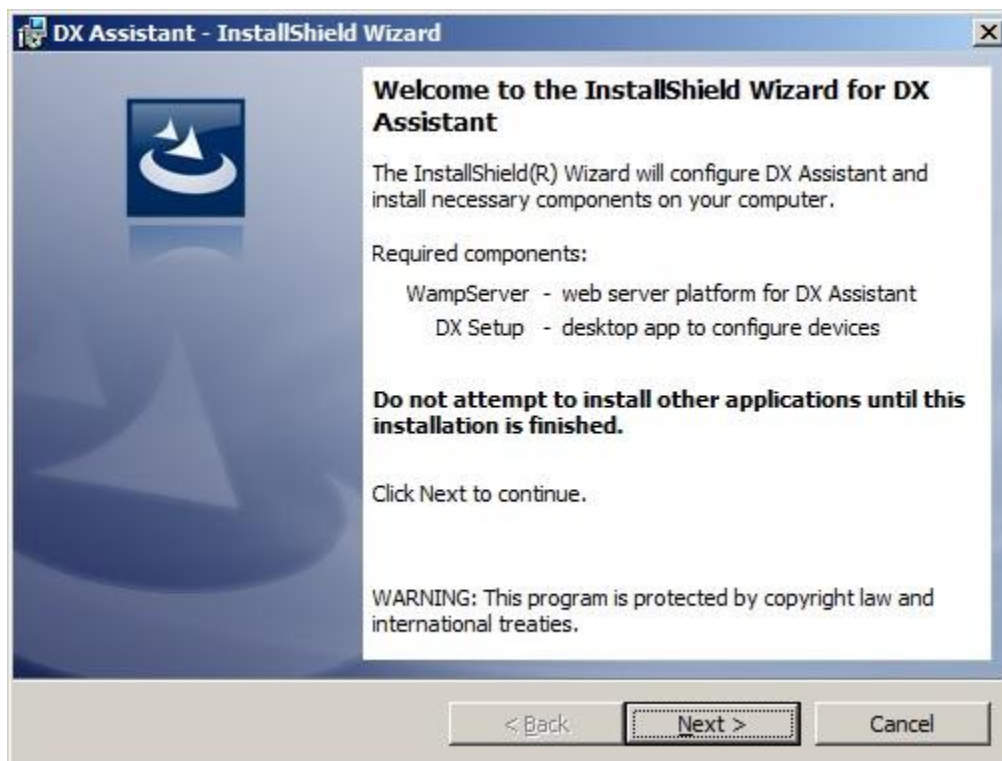 DX Assistant - InstallShield Wizard
Welcome to the InstallShield Wizard for DX
Assistant
The InstallShield(R) Wizard will configure DX Assistant and
install necessary components on your computer.
Required components:
WampServer - web server platform for DX Assistant
DX Setup - desktop app to configure devices
Do not attempt to install other applications until this
installation is finished.
Click Next to continue.
WARNING: This program is protected by copyright law and
international treaties.
< Back Next > Cancel